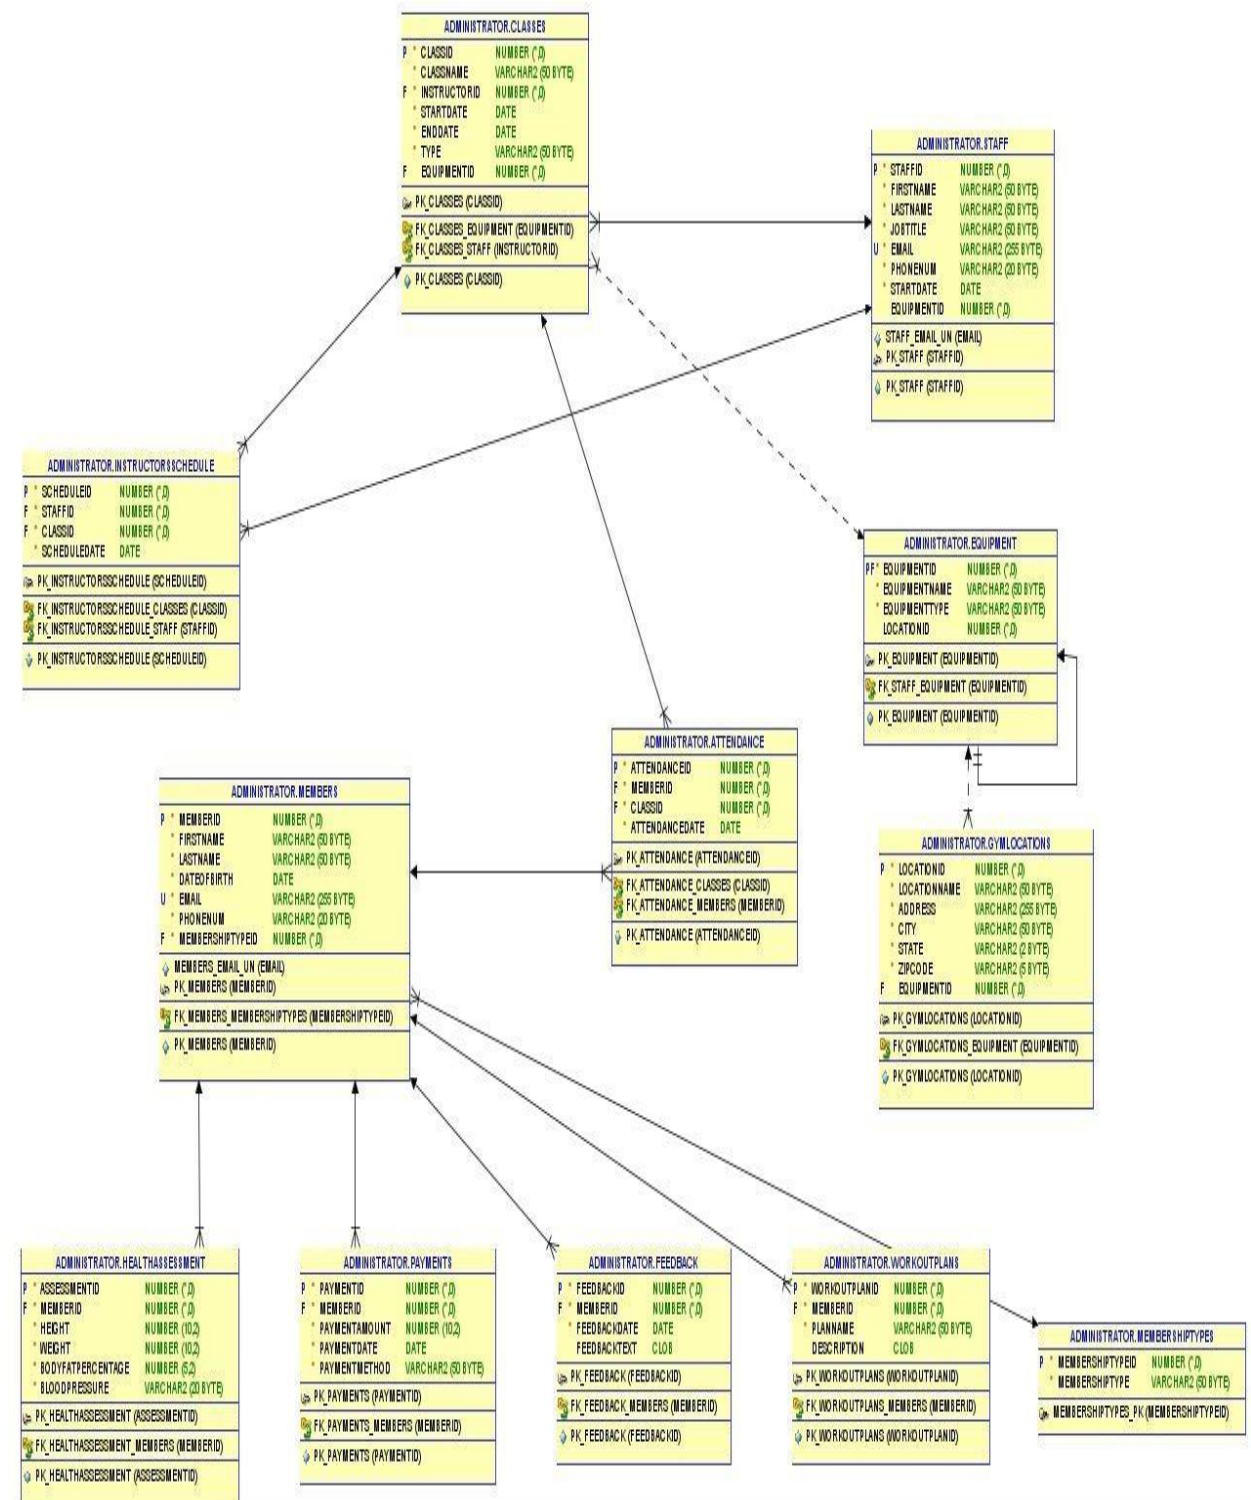 ADMINISTRATOR.CLASSES
P * CLASSID NUMBER (*,0)
* CLASSNAME VARCHAR2 (50 BYTE)
F * INSTRUCTORID NUMBER (*,0)
* STARTDATE DATE
* ENDDATE DATE
* TYPE VARCHAR2 (50 BYTE)
F EQUIPMENTID NUMBER (*,0)
PK_CLASSES (CLASSID)
FK_CLASSES_EQUIPMENT (EQUIPMENTID)
FK_CLASSES_STAFF (INSTRUCTORID)
PK_CLASSES (CLASSID)
ADMINISTRATOR.STAFF
P * STAFFID NUMBER (*,0)
* FIRSTNAME VARCHAR2 (50 BYTE)
* LASTNAME VARCHAR2 (50 BYTE)
* JOBTITLE VARCHAR2 (50 BYTE)
U * EMAIL VARCHAR2 (255 BYTE)
* PHONENUM VARCHAR2 (20 BYTE)
* STARTDATE DATE
EQUIPMENTID NUMBER (*,0)
STAFF_EMAIL_UN (EMAIL)
PK_STAFF (STAFFID)
PK_STAFF (STAFFID)
ADMINISTRATOR.INSTRUCTORSSCHEDULE
P * SCHEDULEID NUMBER (*,0)
F * STAFFID NUMBER (*,0)
F * CLASSID NUMBER (*,0)
* SCHEDULEDATE DATE
PK_INSTRUCTORSSCHEDULE (SCHEDULEID)
FK_INSTRUCTORSSCHEDULE_CLASSES (CLASSID)
FK_INSTRUCTORSSCHEDULE_STAFF (STAFFID)
PK_INSTRUCTORSSCHEDULE (SCHEDULEID)
ADMINISTRATOR.EQUIPMENT
PF * EQUIPMENTID NUMBER (*,0)
* EQUIPMENTNAME VARCHAR2 (50 BYTE)
* EQUIPMENTTYPE VARCHAR2 (50 BYTE)
LOCATIONID NUMBER (*,0)
PK_EQUIPMENT (EQUIPMENTID)
FK_STAFF_EQUIPMENT (EQUIPMENTID)
PK_EQUIPMENT (EQUIPMENTID)
ADMINISTRATOR.ATTENDANCE
P * ATTENDANCEID NUMBER (*,0)
F * MEMBERID NUMBER (*,0)
F * CLASSID NUMBER (*,0)
* ATTENDANCEDATE DATE
PK_ATTENDANCE (ATTENDANCEID)
FK_ATTENDANCE_CLASSES (CLASSID)
FK_ATTENDANCE_MEMBERS (MEMBERID)
PK_ATTENDANCE (ATTENDANCEID)
ADMINISTRATOR.MEMBERS
P * MEMBERID NUMBER (*,0)
* FIRSTNAME VARCHAR2 (50 BYTE)
* LASTNAME VARCHAR2 (50 BYTE)
* DATEOFBIRTH DATE
U * EMAIL VARCHAR2 (255 BYTE)
* PHONENUM VARCHAR2 (20 BYTE)
F * MEMBERSHIPTYPEID NUMBER (*,0)
MEMBERS_EMAIL_UN (EMAIL)
PK_MEMBERS (MEMBERID)
FK_MEMBERS_MEMBERSHIPTYPES (MEMBERSHIPTYPEID)
PK_MEMBERS (MEMBERID)
ADMINISTRATOR.GYMLOCATIONS
P * LOCATIONID NUMBER (*,0)
* LOCATIONNAME VARCHAR2 (50 BYTE)
* ADDRESS VARCHAR2 (255 BYTE)
* CITY VARCHAR2 (50 BYTE)
* STATE VARCHAR2 (2 BYTE)
* ZIPCODE VARCHAR2 (5 BYTE)
F EQUIPMENTID NUMBER (*,0)
PK_GYMLOCATIONS (LOCATIONID)
FK_GYMLOCATIONS_EQUIPMENT (EQUIPMENTID)
PK_GYMLOCATIONS (LOCATIONID)
ADMINISTRATOR.HEALTHASSESSMENT
P * ASSESSMENTID NUMBER (*,0)
F * MEMBERID NUMBER (*,0)
* HEIGHT NUMBER (10,2)
* WEIGHT NUMBER (10,2)
* BODYFATPERCENTAGE NUMBER (5,2)
* BLOODPRESSURE VARCHAR2 (20 BYTE)
PK_HEALTHASSESSMENT (ASSESSMENTID)
FK_HEALTHASSESSMENT_MEMBERS (MEMBERID)
PK_HEALTHASSESSMENT (ASSESSMENTID)
ADMINISTRATOR.PAYMENTS
P * PAYMENTID NUMBER (*,0)
F * MEMBERID NUMBER (*,0)
* PAYMENTAMOUNT NUMBER (10,2)
* PAYMENTDATE DATE
* PAYMENTMETHOD VARCHAR2 (50 BYTE)
PK_PAYMENTS (PAYMENTID)
FK_PAYMENTS_MEMBERS (MEMBERID)
PK_PAYMENTS (PAYMENTID)
ADMINISTRATOR.FEEDBACK
P * FEEDBACKID NUMBER (*,0)
F * MEMBERID NUMBER (*,0)
* FEEDBACKDATE DATE
FEEDBACKTEXT CLOB
PK_FEEDBACK (FEEDBACKID)
FK_FEEDBACK_MEMBERS (MEMBERID)
PK_FEEDBACK (FEEDBACKID)
ADMINISTRATOR.WORKOUTPLANS
P * WORKOUTPLANID NUMBER (*,0)
F * MEMBERID NUMBER (*,0)
* PLANNAME VARCHAR2 (50 BYTE)
DESCRIPTION CLOB
PK_WORKOUTPLANS (WORKOUTPLANID)
FK_WORKOUTPLANS_MEMBERS (MEMBERID)
PK_WORKOUTPLANS (WORKOUTPLANID)
ADMINISTRATOR.MEMBERSHIPTYPES
P * MEMBERSHIPTYPEID NUMBER (*,0)
* MEMBERSHIPTYPE VARCHAR2 (50 BYTE)
MEMBERSHIPTYPES_PK (MEMBERSHIPTYPEID)